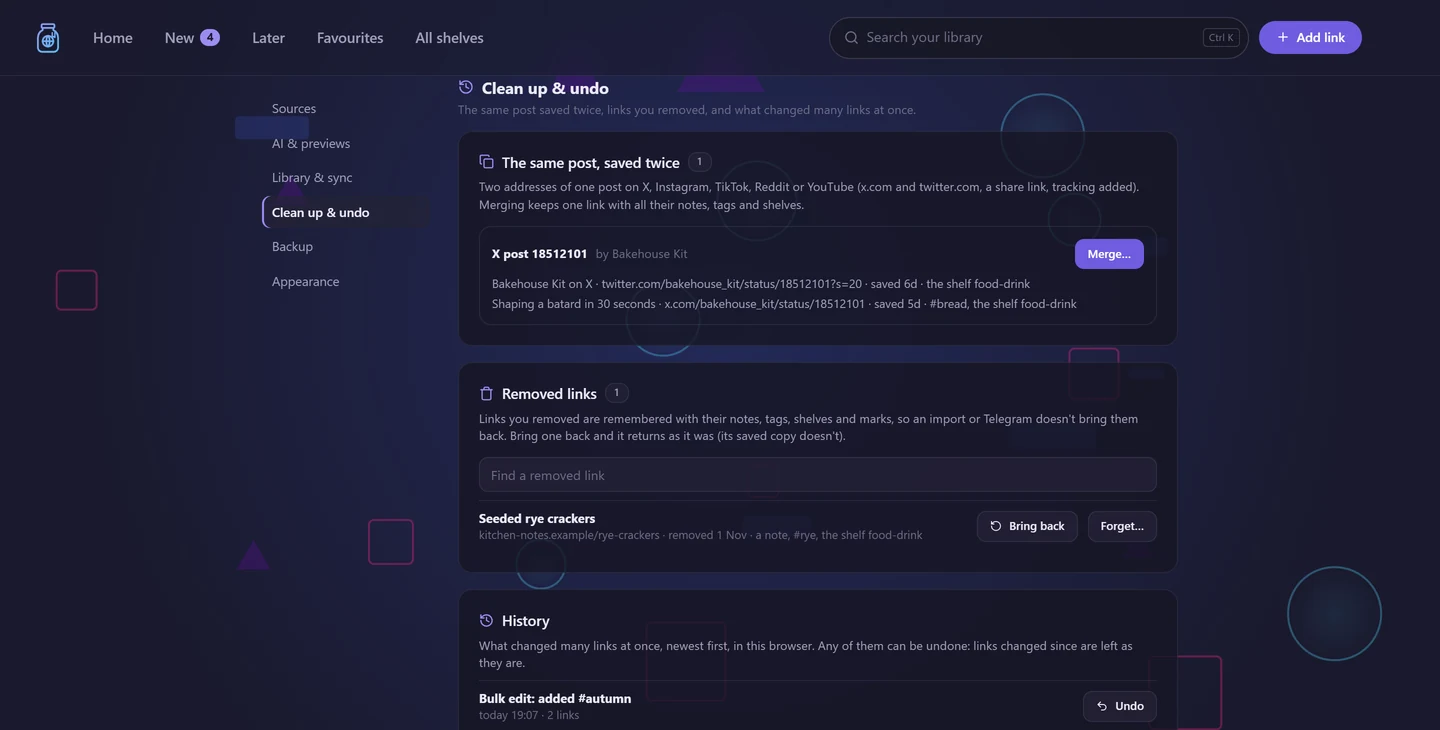 Home
New 4
Later
Favourites
All shelves
Search your library
Ctrl K
+ Add link
Sources
AI & previews
Library & sync
Clean up & undo
Backup
Appearance
Clean up & undo
The same post saved twice, links you removed, and what changed many links at once.
The same post, saved twice 1
Two addresses of one post on X, Instagram, TikTok, Reddit or YouTube (x.com and twitter.com, a share link, tracking added).
Merging keeps one link with all their notes, tags and shelves.
X post 18512101 by Bakehouse Kit
Merge...
Bakehouse Kit on X · twitter.com/bakehouse_kit/status/18512101?s=20 · saved 6d · the shelf food-drink
Shaping a batard in 30 seconds · x.com/bakehouse_kit/status/18512101 · saved 5d · #bread, the shelf food-drink
Removed links 1
Links you removed are remembered with their notes, tags, shelves and marks, so an import or Telegram doesn't bring them
back. Bring one back and it returns as it was (its saved copy doesn't).
Find a removed link
Seeded rye crackers
kitchen-notes.example/rye-crackers · removed 1 Nov · a note, #rye, the shelf food-drink
Bring back
Forget...
History
What changed many links at once, newest first, in this browser. Any of them can be undone: links changed since are left as
they are.
Bulk edit: added #autumn
today 19:07 · 2 links
Undo